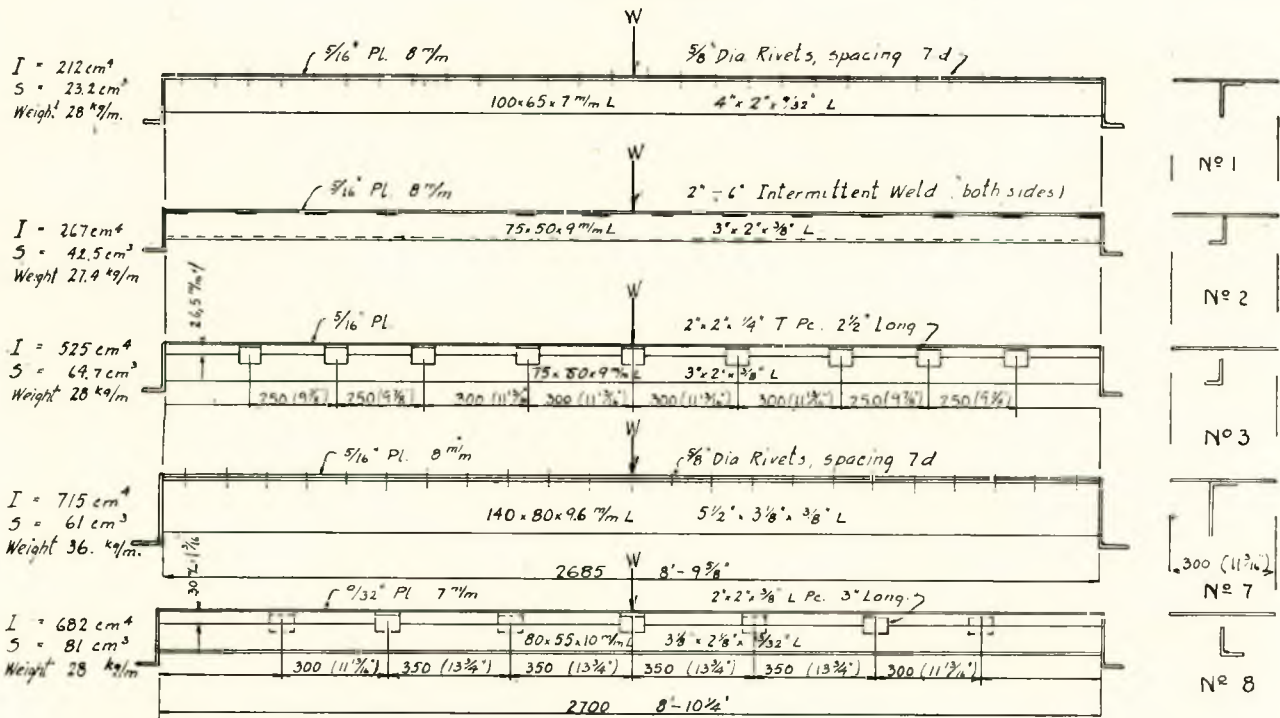 W
5/16" Pl. 8 m/m
5/8" Dia Rivets, spacing 7 d
I = 212 cm⁴
S = 23.2 cm³
Weight 28 kg/m.
100x65x7 m/m L 4" x 2" x 9/32" L
Nº 1
W
5/16" Pl. 8 m/m
2" - 6" Intermittent Weld both sides)
I = 267 cm⁴
S = 42.5 cm³
Weight 27.4 kg/m
75x50x9 m/m L 3" x 2" x 3/8" L
Nº 2
26,5 m/m
W
5/16" Pl.
2" x 2" x 1/4" T Pc. 2 1/2" Long
I = 525 cm⁴
S = 64.7 cm³
Weight 28 kg/m
75 x 50 x 9 m/m L 3" x 2" x 3/8" L
250 (9 7/8") 250 (9 7/8") 300 (11 13/16") 300 (11 13/16") 300 (11 13/16") 300 (11 13/16") 250 (9 7/8") 250 (9 7/8")
Nº 3
W
5/16" Pl. 8 m/m
5/8" Dia Rivets, spacing 7 d
I = 715 cm⁴
S = 61 cm³
Weight 36. kg/m.
140 x 80 x 9.6 m/m L 5 1/2" x 3 1/8" x 3/8" L
300 (11 13/16")
Nº 7
2685 8' - 9 5/8"
W
9/32" Pl 7 m/m
2" x 2" x 3/8" L Pc. 3" Long.
I = 682 cm⁴
S = 81 cm³
Weight 28 kg/m
80 x 55 x 10 m/m L 3 1/8 x 2 1/8" x L
300 (11 13/16") 350 (13 3/4") 350 (13 3/4") 350 (13 3/4") 350 (13 3/4") 300 (11 13/16")
Nº 8
2700 8' - 10 1/4"